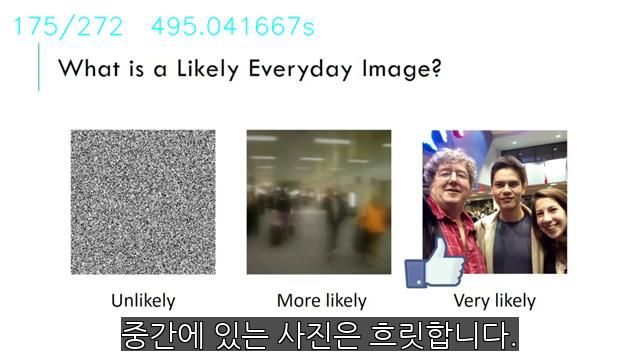 175/272 495.041667s
What is a Likely Everyday Image?
Unlikely
More likely
Very likely
중간에 있는 사진은 흐릿합니다.